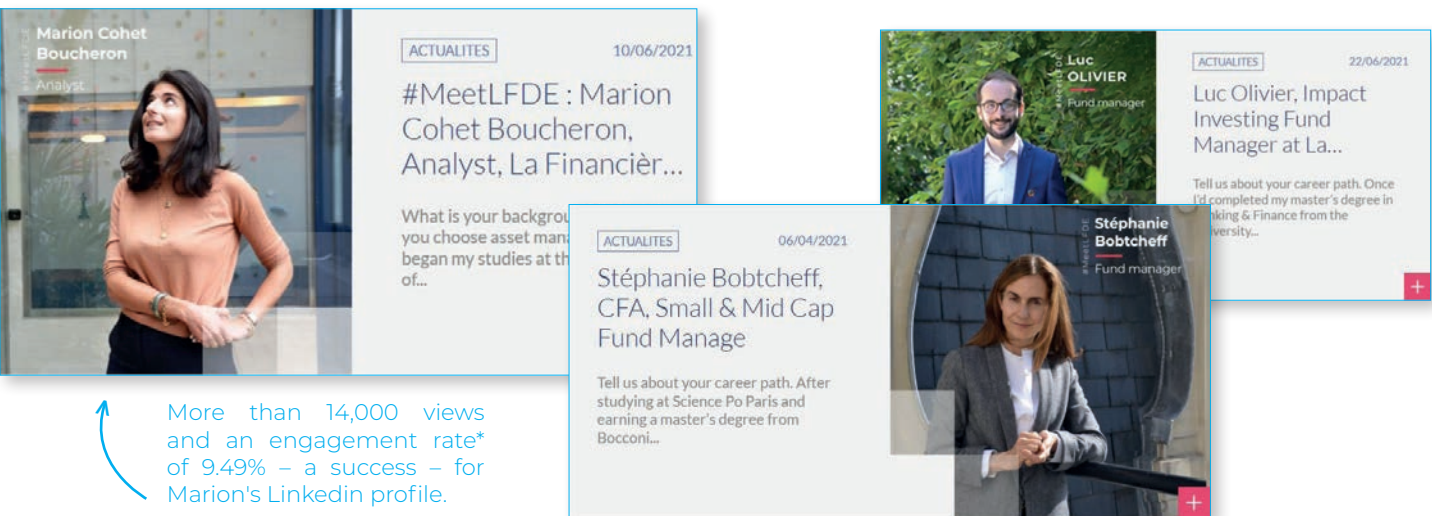 Marion Cohet
Boucheron
#MeetLFDE
Analyst
ACTUALITES
10/06/2021
#MeetLFDE : Marion
Cohet Boucheron,
Analyst, La Financièr...
What is your
you choose asset
began my studies at
of...
Luc
OLIVIER
#MeetLFDE
Fund manager
ACTUALITES
22/06/2021
Luc Olivier, Impact
Investing Fund
Manager at La...
Tell us about your career path. Once
I'd completed my master's degree in
& Finance from the
ACTUALITES
06/04/2021
Stéphanie Bobtcheff,
CFA, Small & Mid Cap
Fund Manage
Tell us about your career path. After
studying at Science Po Paris and
earning a master's degree from
Bocconi...
Stéphanie
Bobtcheff
#MeetLFDE
Fund manager
+
+
More than 14,000 views
and an engagement rate*
of 9.49% – a success – for
Marion's Linkedin profile.